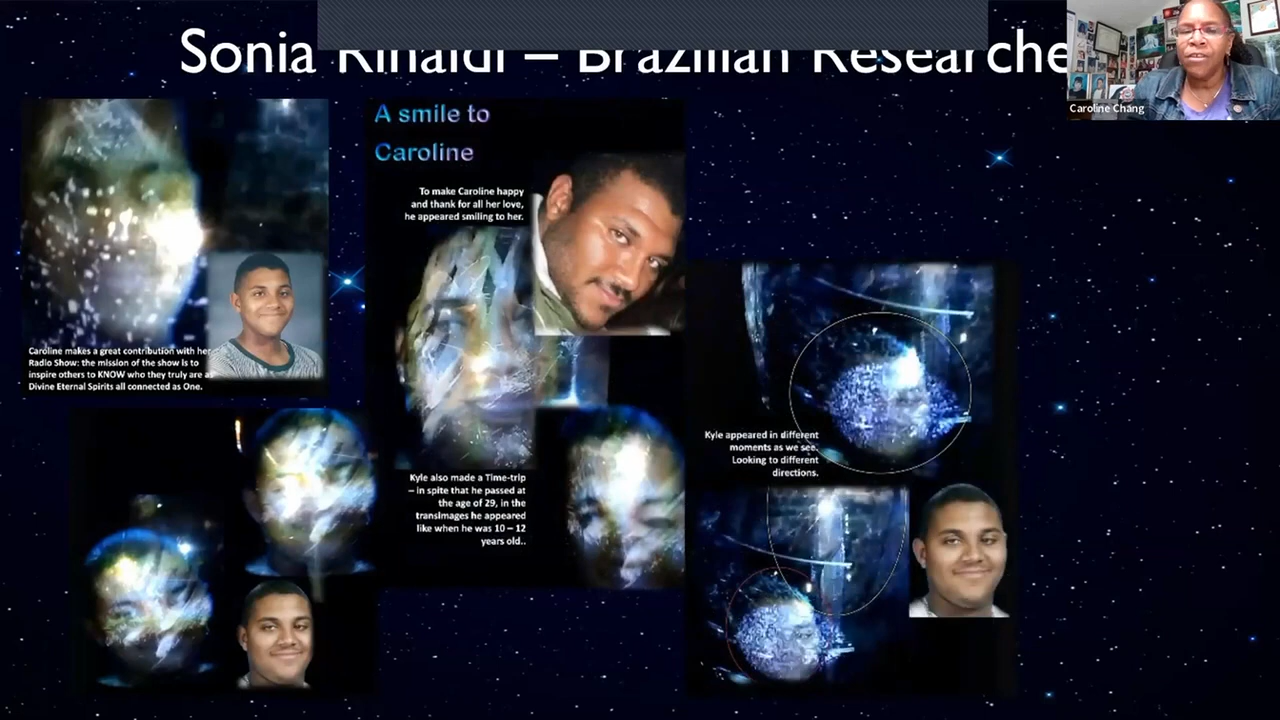 Sonia Rinaldi – Brazilian Researche
Caroline Chang
A smile to
Caroline
To make Caroline happy
and thank for all her love,
he appeared smiling to her.
Caroline makes a great contribution with her
Radio Show: the mission of the show is to
inspire others to KNOW who they truly are a
Divine Eternal Spirits all connected as One.
Kyle also made a Time-trip
– in spite that he passed at
the age of 29, in the
transImages he appeared
like when he was 10 – 12
years old..
Kyle appeared in different
moments as we see.
Looking to different
directions.